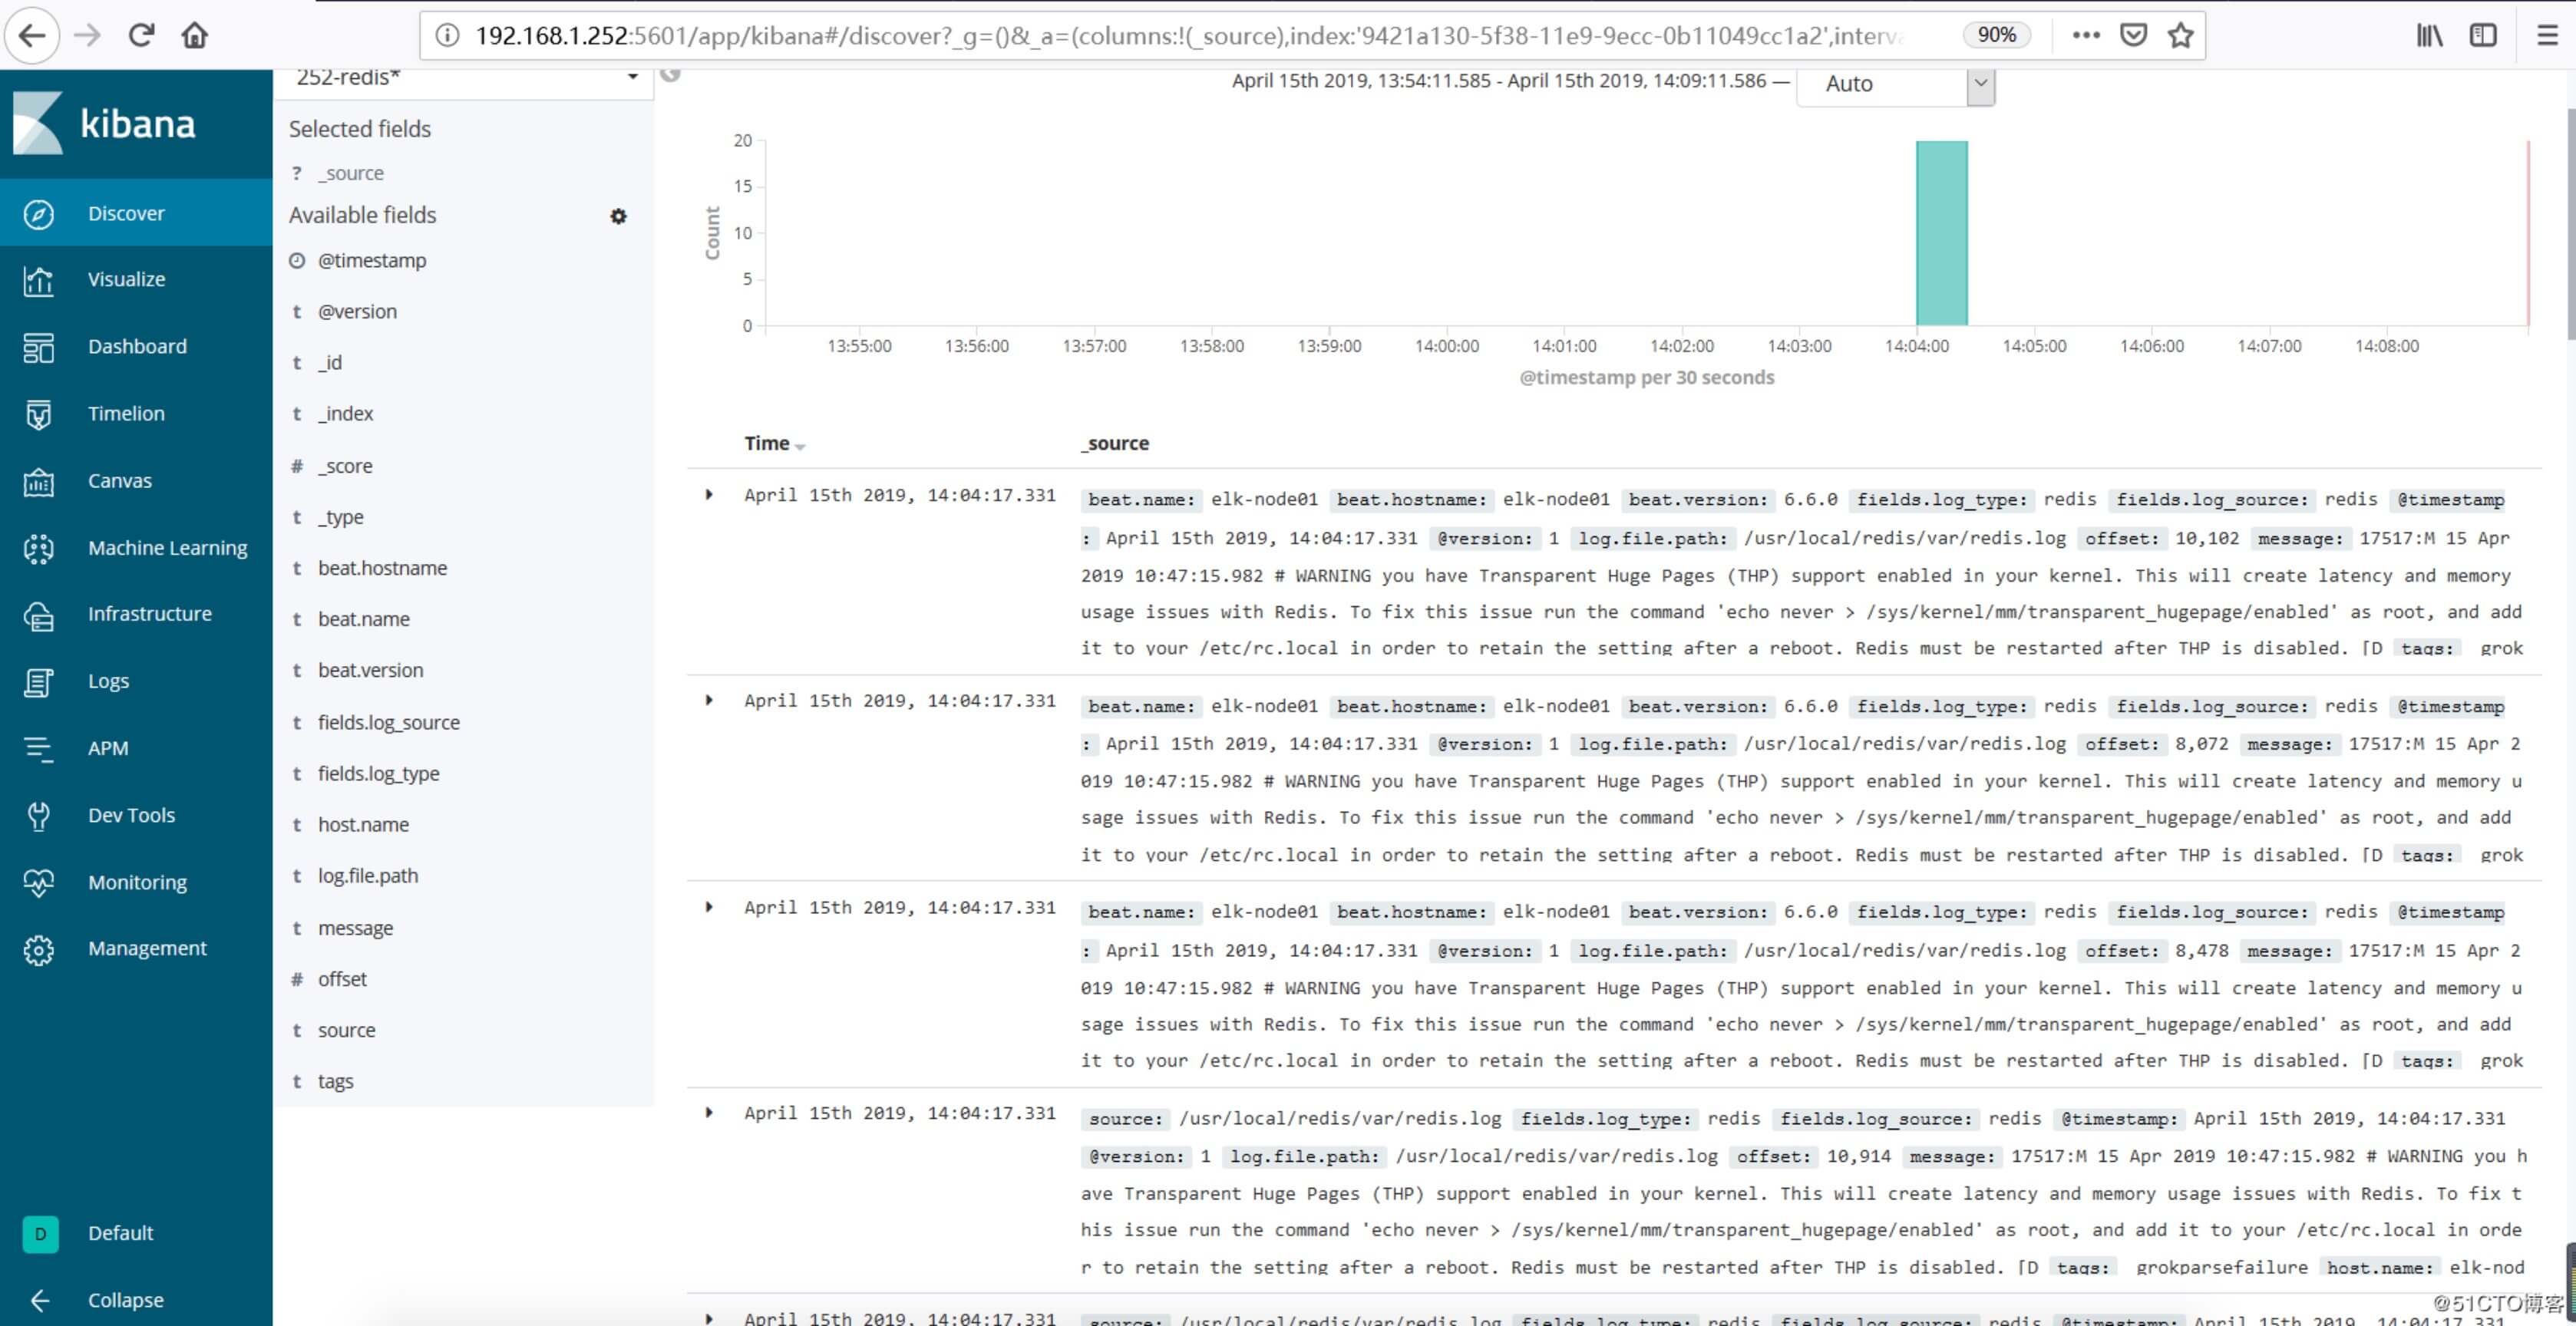 192.168.1.252:5601/app/kibana#/discover?_g=()&_a=(columns:!(_source),index:'9421a130-5f38-11e9-9ecc-0b11049cc1a2',interv
90%
kibana
Discover
Visualize
Dashboard
Timelion
Canvas
Machine Learning
Infrastructure
Logs
APM
Dev Tools
Monitoring
Management
D Default
Collapse
252-redis*
Selected fields
? _source
Available fields
@timestamp
t @version
t _id
t _index
# _score
t _type
t beat.hostname
t beat.name
t beat.version
t fields.log_source
t fields.log_type
t host.name
t log.file.path
t message
# offset
t source
t tags
April 15th 2019, 13:54:11.585 - April 15th 2019, 14:09:11.586 — Auto
Count
20
15
10
5
0
13:55:00 13:56:00 13:57:00 13:58:00 13:59:00 14:00:00 14:01:00 14:02:00 14:03:00 14:04:00 14:05:00 14:06:00 14:07:00 14:08:00
@timestamp per 30 seconds
Time _source
April 15th 2019, 14:04:17.331 beat.name: elk-node01 beat.hostname: elk-node01 beat.version: 6.6.0 fields.log_type: redis fields.log_source: redis @timestamp
: April 15th 2019, 14:04:17.331 @version: 1 log.file.path: /usr/local/redis/var/redis.log offset: 10,102 message: 17517:M 15 Apr
2019 10:47:15.982 # WARNING you have Transparent Huge Pages (THP) support enabled in your kernel. This will create latency and memory
usage issues with Redis. To fix this issue run the command 'echo never > /sys/kernel/mm/transparent_hugepage/enabled' as root, and add
it to your /etc/rc.local in order to retain the setting after a reboot. Redis must be restarted after THP is disabled. [D tags: grok
April 15th 2019, 14:04:17.331 beat.name: elk-node01 beat.hostname: elk-node01 beat.version: 6.6.0 fields.log_type: redis fields.log_source: redis @timestamp
: April 15th 2019, 14:04:17.331 @version: 1 log.file.path: /usr/local/redis/var/redis.log offset: 8,072 message: 17517:M 15 Apr 2
019 10:47:15.982 # WARNING you have Transparent Huge Pages (THP) support enabled in your kernel. This will create latency and memory u
sage issues with Redis. To fix this issue run the command 'echo never > /sys/kernel/mm/transparent_hugepage/enabled' as root, and add
it to your /etc/rc.local in order to retain the setting after a reboot. Redis must be restarted after THP is disabled. [D tags: grok
April 15th 2019, 14:04:17.331 beat.name: elk-node01 beat.hostname: elk-node01 beat.version: 6.6.0 fields.log_type: redis fields.log_source: redis @timestamp
: April 15th 2019, 14:04:17.331 @version: 1 log.file.path: /usr/local/redis/var/redis.log offset: 8,478 message: 17517:M 15 Apr 2
019 10:47:15.982 # WARNING you have Transparent Huge Pages (THP) support enabled in your kernel. This will create latency and memory u
sage issues with Redis. To fix this issue run the command 'echo never > /sys/kernel/mm/transparent_hugepage/enabled' as root, and add
it to your /etc/rc.local in order to retain the setting after a reboot. Redis must be restarted after THP is disabled. [D tags: grok
April 15th 2019, 14:04:17.331 source: /usr/local/redis/var/redis.log fields.log_type: redis fields.log_source: redis @timestamp: April 15th 2019, 14:04:17.331
@version: 1 log.file.path: /usr/local/redis/var/redis.log offset: 10,914 message: 17517:M 15 Apr 2019 10:47:15.982 # WARNING you h
ave Transparent Huge Pages (THP) support enabled in your kernel. This will create latency and memory usage issues with Redis. To fix t
his issue run the command 'echo never > /sys/kernel/mm/transparent_hugepage/enabled' as root, and add it to your /etc/rc.local in orde
r to retain the setting after a reboot. Redis must be restarted after THP is disabled. [D tags: grokparsefailure host.name: elk-nod
April 15th 2019, 14:04:17.331 source: /usr/local/redis/var/redis.log fields.log_type: redis fields.log_source: redis @timestamp: April 15th 2019, 14:04:17.331
@51CTO博客